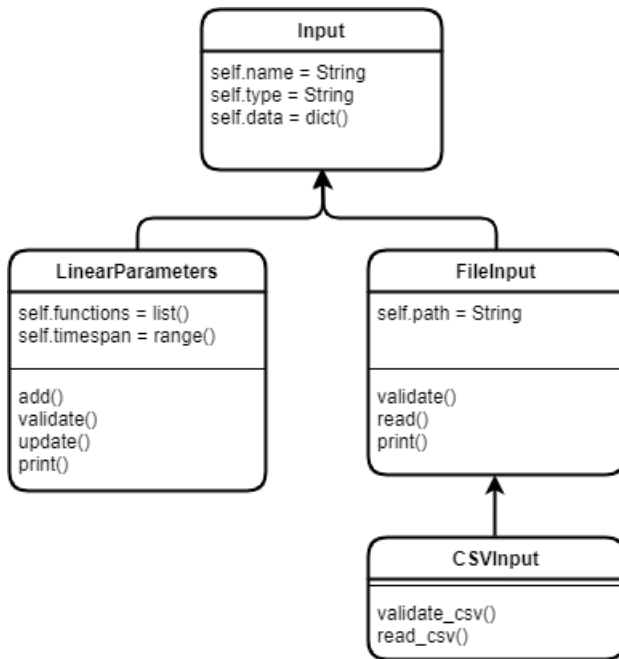 Input
self.name = String
self.type = String
self.data = dict()
LinearParameters
self.functions = list()
self.timespan = range()
add()
validate()
update()
print()
FileInput
self.path = String
validate()
read()
print()
CSVInput
validate_csv()
read_csv()